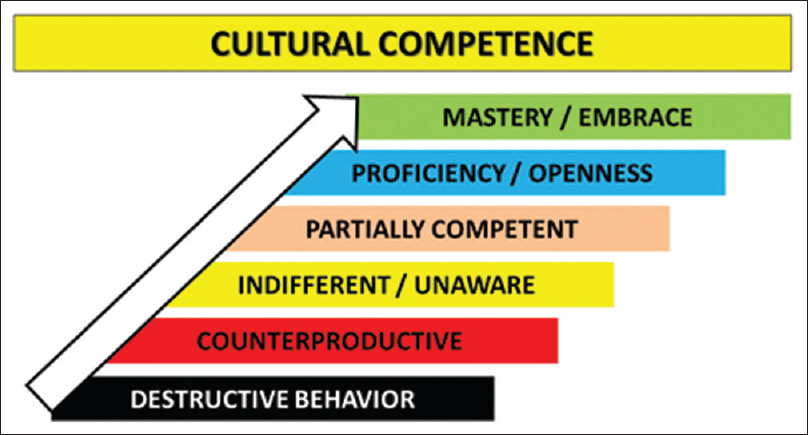 CULTURAL COMPETENCE
MASTERY / EMBRACE
PROFICIENCY / OPENNESS
PARTIALLY COMPETENT
INDIFFERENT / UNAWARE
COUNTERPRODUCTIVE
DESTRUCTIVE BEHAVIOR